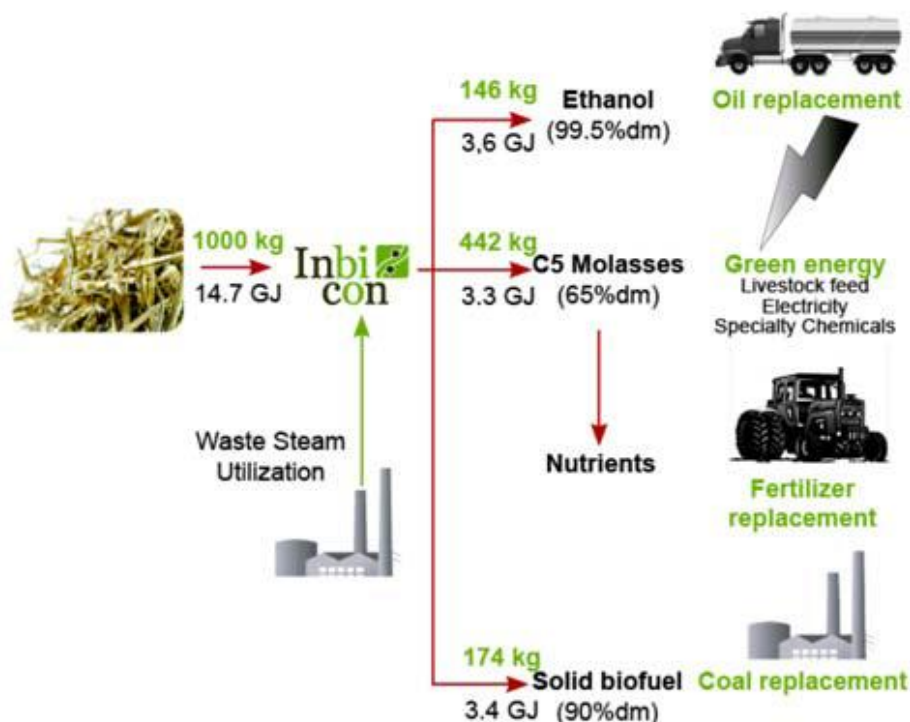 146 kg
Ethanol
3,6 GJ
(99.5%dm)
Oil replacement
1000 kg
14.7 GJ
Inbi
con
442 kg
C5 Molasses
3.3 GJ
(65%dm)
Green energy
Livestock feed
Electricity
Specialty Chemicals
Waste Steam
Utilization
Nutrients
Fertilizer
replacement
174 kg
Solid biofuel
3.4 GJ
(90%dm)
Coal replacement